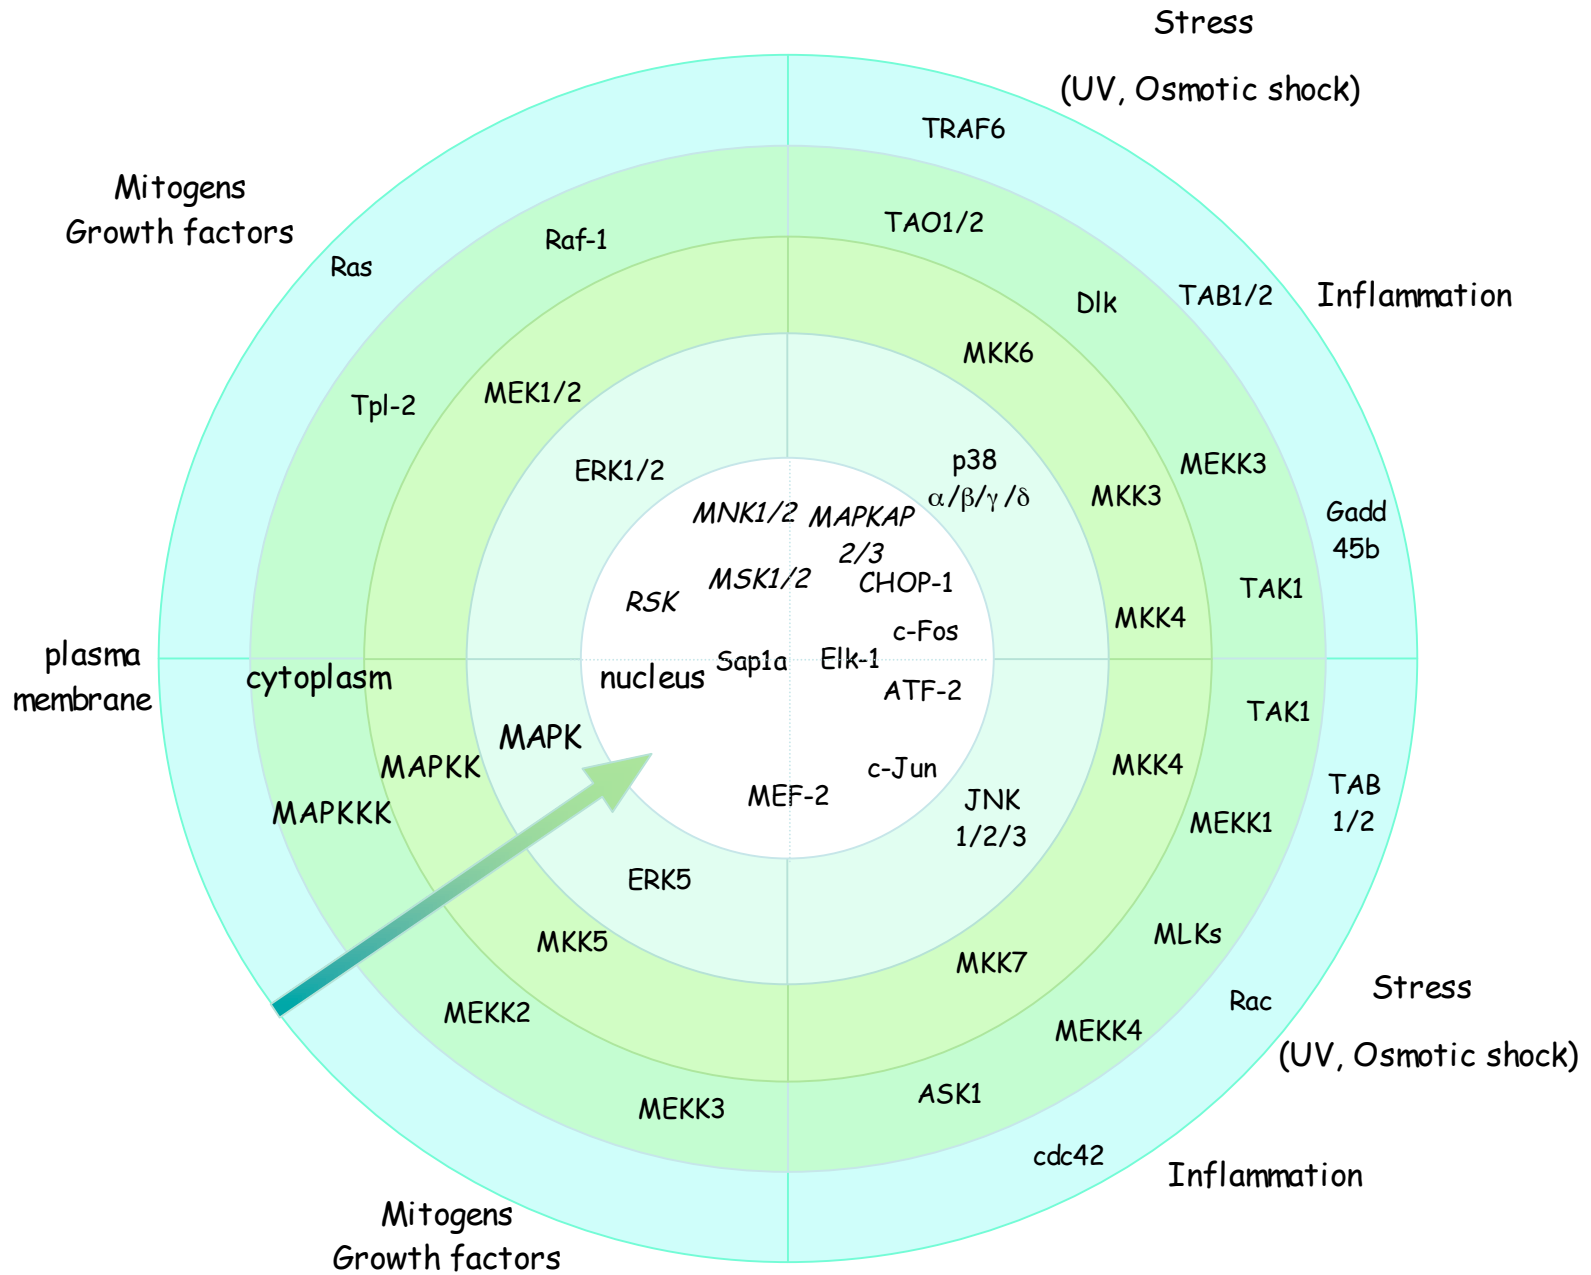 Stress
(UV, Osmotic shock)
TRAF6
Mitogens
Growth factors
Raf-1
TAO1/2
Ras
Dlk
TAB1/2
Inflammation
MKK6
MEK1/2
Tpl-2
ERK1/2
p38
α/β/γ/δ
MEKK3
MKK3
MNK1/2
MAPKAP
2/3
Gadd
45b
MSK1/2
CHOP-1
RSK
TAK1
MKK4
c-Fos
plasma
membrane
cytoplasm
nucleus
Sap1a
Elk-1
ATF-2
TAK1
MAPK
MAPKK
MAPKKK
c-Jun
MKK4
MEF-2
JNK
1/2/3
TAB
1/2
MEKK1
ERK5
MKK5
MKK7
MLKs
MEKK2
Rac
Stress
(UV, Osmotic shock)
MEKK4
MEKK3
ASK1
cdc42
Inflammation
Mitogens
Growth factors